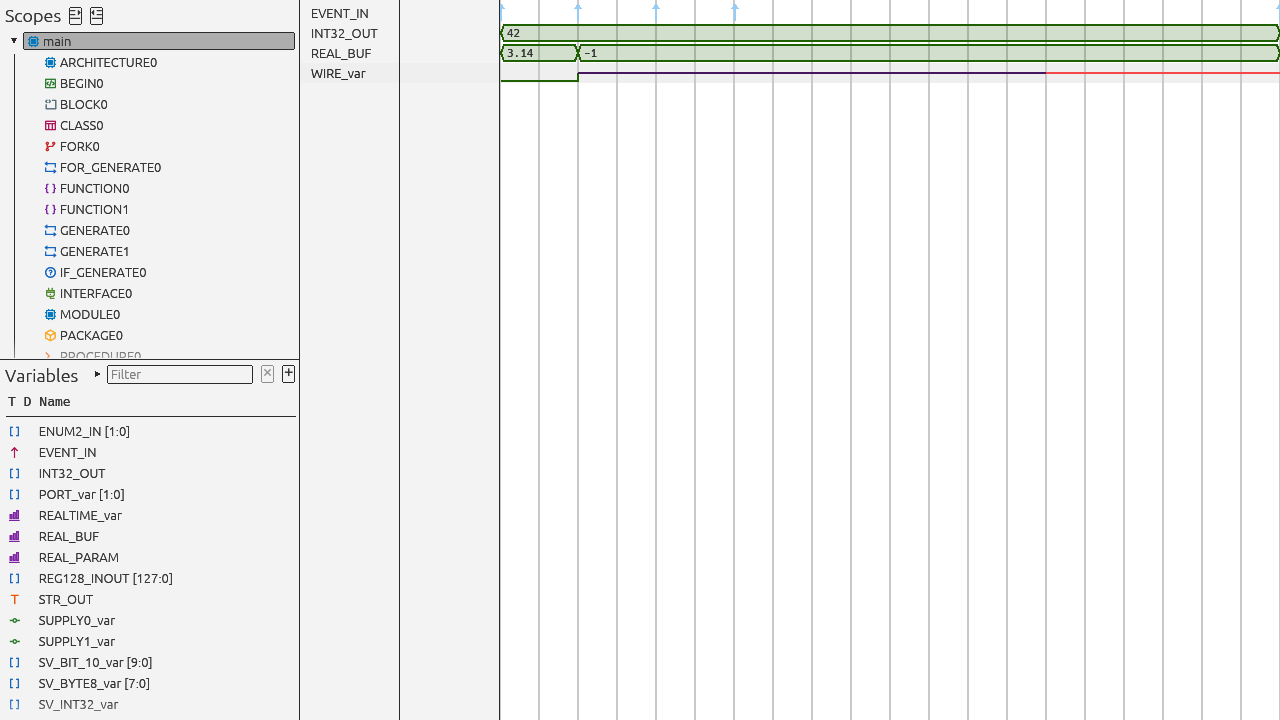 Scopes
main
ARCHITECTURE0
BEGIN0
BLOCK0
CLASS0
FORK0
FOR_GENERATE0
FUNCTION0
FUNCTION1
GENERATE0
GENERATE1
IF_GENERATE0
INTERFACE0
MODULE0
PACKAGE0
PROCEDURE0
Variables Filter
T D Name
ENUM2_IN [1:0]
EVENT_IN
INT32_OUT
PORT_var [1:0]
REALTIME_var
REAL_BUF
REAL_PARAM
REG128_INOUT [127:0]
STR_OUT
SUPPLY0_var
SUPPLY1_var
SV_BIT_10_var [9:0]
SV_BYTE8_var [7:0]
SV_INT32_var
EVENT_IN
INT32_OUT 42
REAL_BUF 3.14 -1
WIRE_var